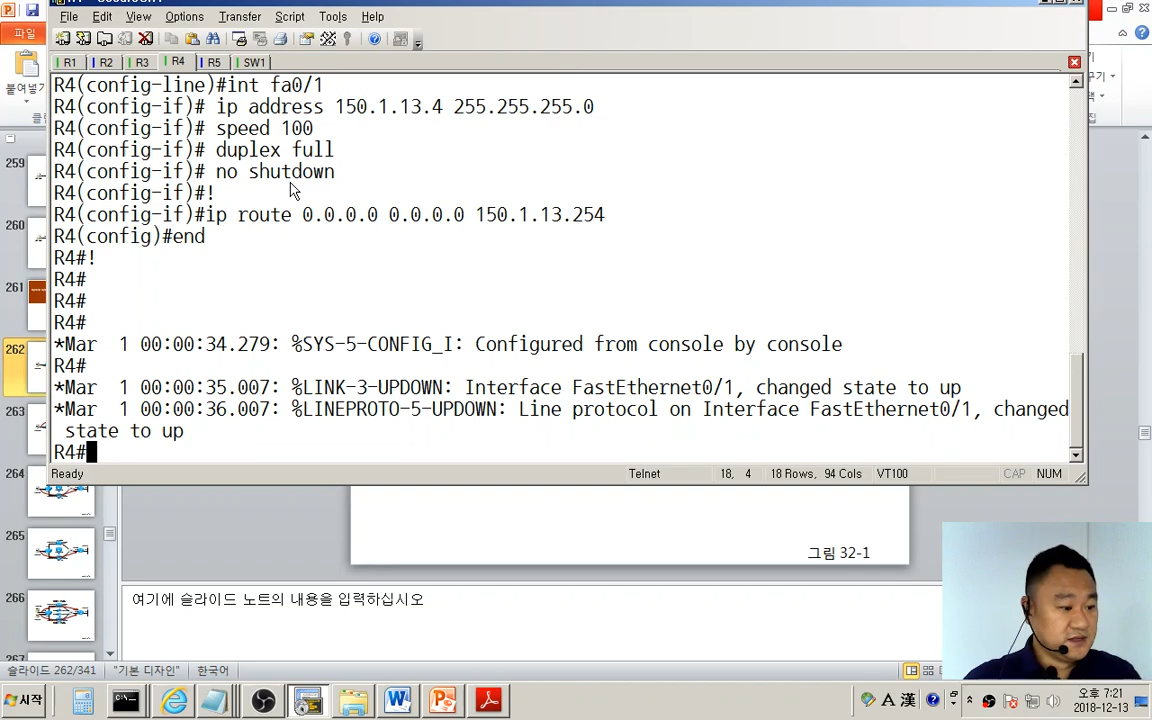 File Edit View Options Transfer Script Tools Help
파일
붙여넣기
R1 R2 R3 R4 R5 SW1
R4(config-line)#int fa0/1
R4(config-if)# ip address 150.1.13.4 255.255.255.0
R4(config-if)# speed 100
R4(config-if)# duplex full
R4(config-if)# no shutdown
R4(config-if)#!
R4(config-if)#ip route 0.0.0.0 0.0.0.0 150.1.13.254
R4(config)#end
R4#!
R4#
R4#
R4#
*Mar  1 00:00:34.279: %SYS-5-CONFIG_I: Configured from console by console
R4#
*Mar  1 00:00:35.007: %LINK-3-UPDOWN: Interface FastEthernet0/1, changed state to up
*Mar  1 00:00:36.007: %LINEPROTO-5-UPDOWN: Line protocol on Interface FastEthernet0/1, changed
 state to up
R4#
Ready Telnet 18, 4 18 Rows, 94 Cols VT100 CAP NUM
259
260
261
262
263
264
265
266
267
그림 32-1
여기에 슬라이드 노트의 내용을 입력하십시오
슬라이드 262/341 "기본 디자인" 한국어
시작
A 漢
오후 7:21
2018-12-13